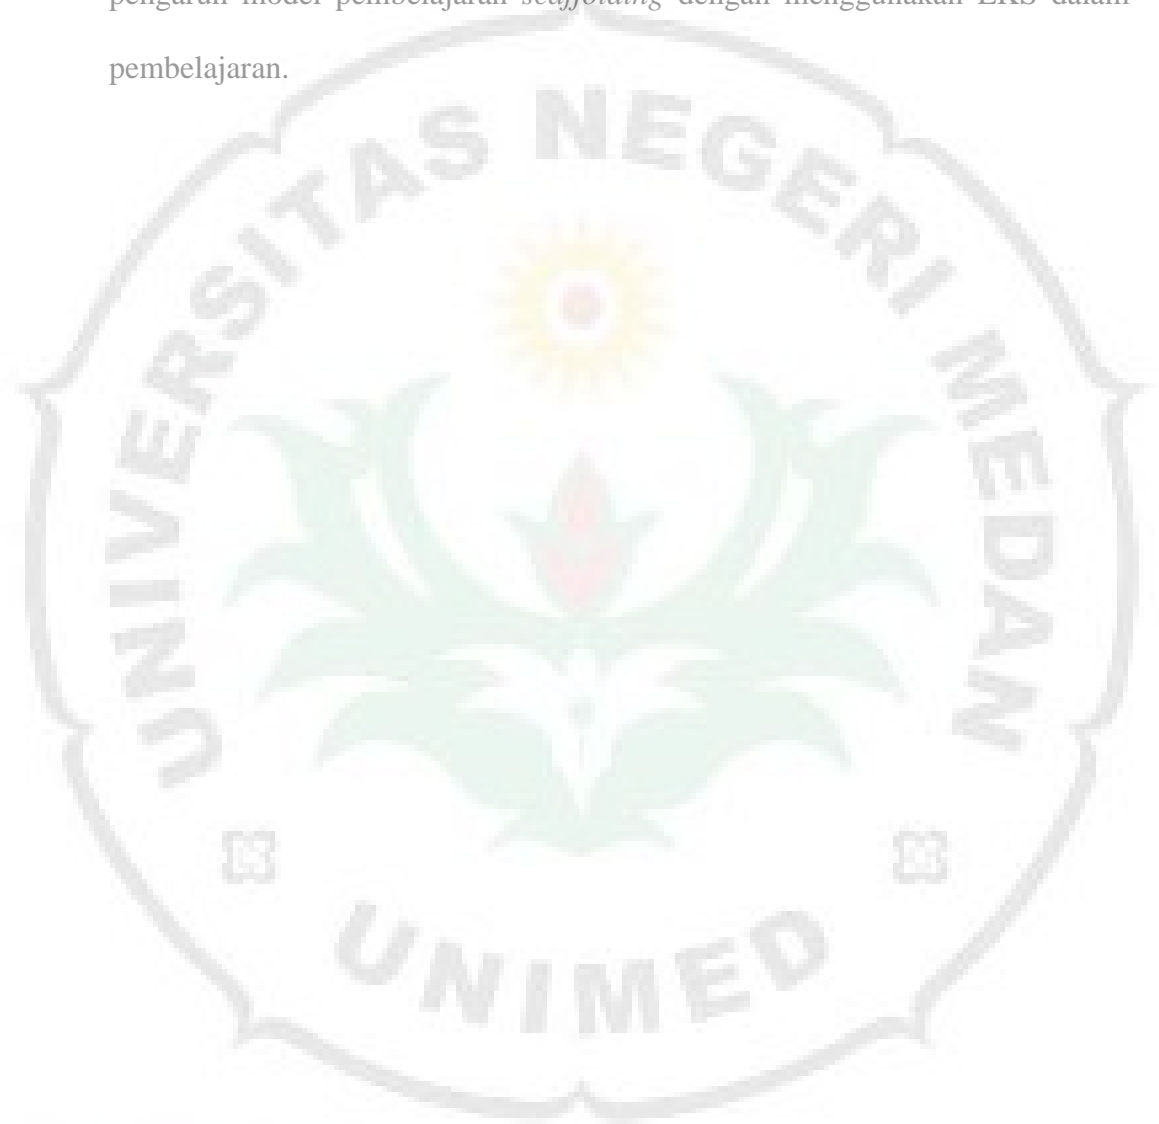 pengaruh model pembelajaran scaffolding dengan menggunakan LKS dalam
pembelajaran.
UNIVERSITAS NEGERI MEDAN
UNIMED